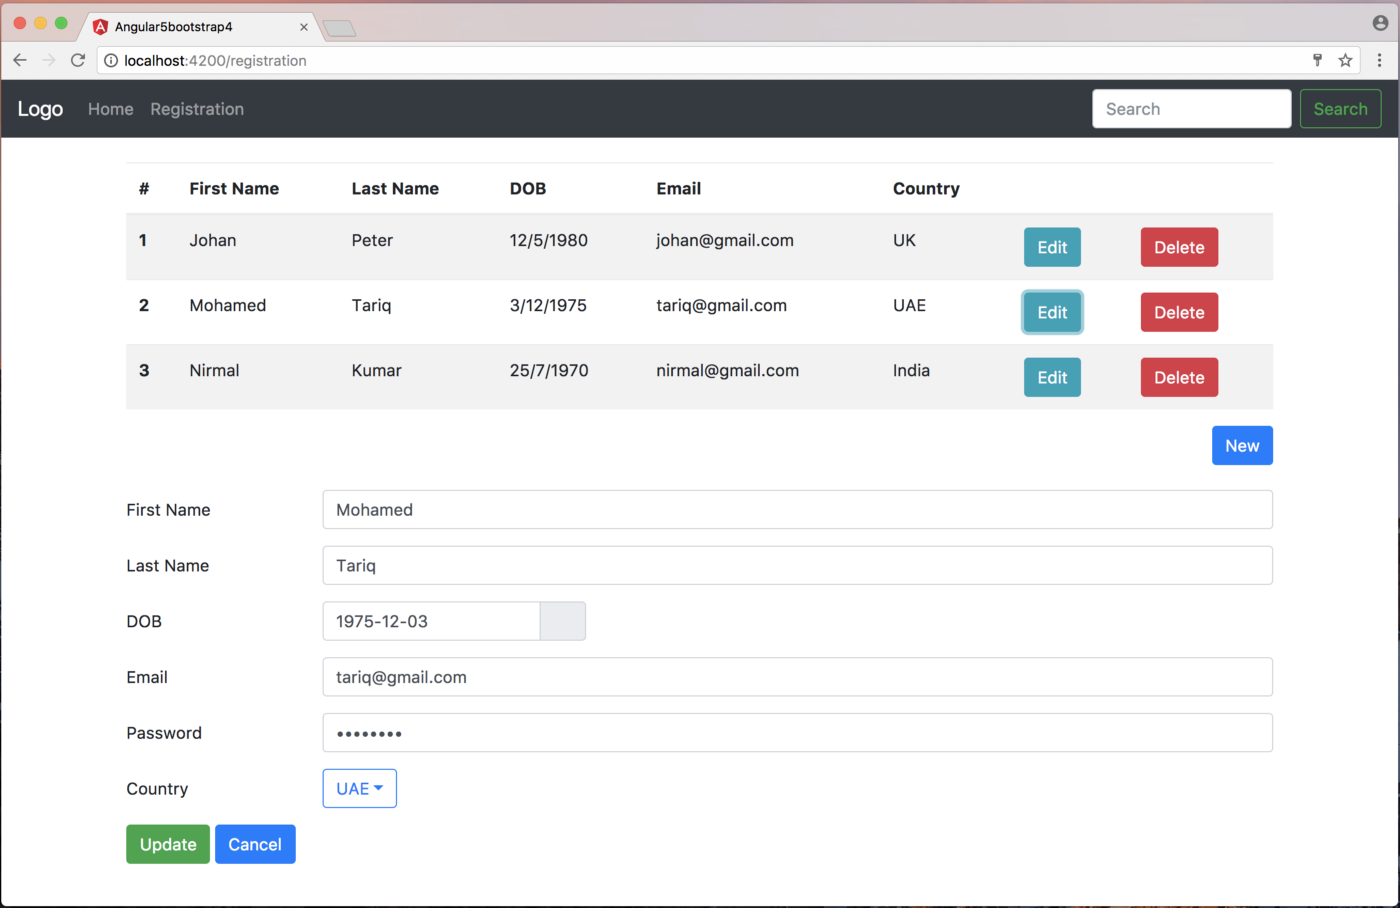 Angular5bootstrap4
localhost:4200/registration
Logo Home Registration Search Search
# First Name Last Name DOB Email Country
1 Johan Peter 12/5/1980 johan@gmail.com UK Edit Delete
2 Mohamed Tariq 3/12/1975 tariq@gmail.com UAE Edit Delete
3 Nirmal Kumar 25/7/1970 nirmal@gmail.com India Edit Delete
New
First Name Mohamed
Last Name Tariq
DOB 1975-12-03
Email tariq@gmail.com
Password ••••••••
Country UAE
Update Cancel